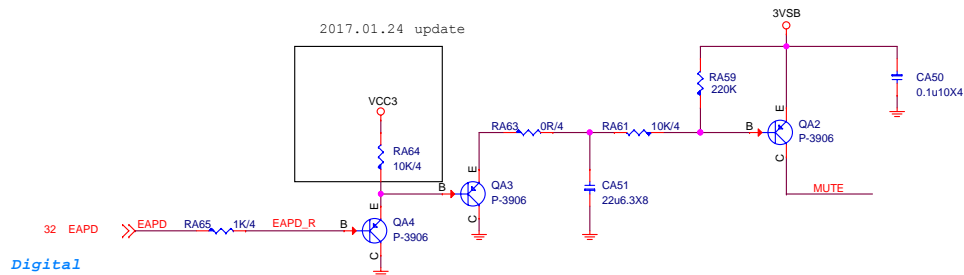 2017.01.24 update
3VSB
VCC3
RA64
10K/4
RA63
0R/4
RA61
10K/4
RA59
220K
CA50
0.1u10X4
B
E
C
QA2
P-3906
MUTE
CA51
22u6.3X8
B
E
C
QA3
P-3906
32 EAPD
EAPD
RA65
1K/4
EAPD_R
B
E
C
QA4
P-3906
Digital